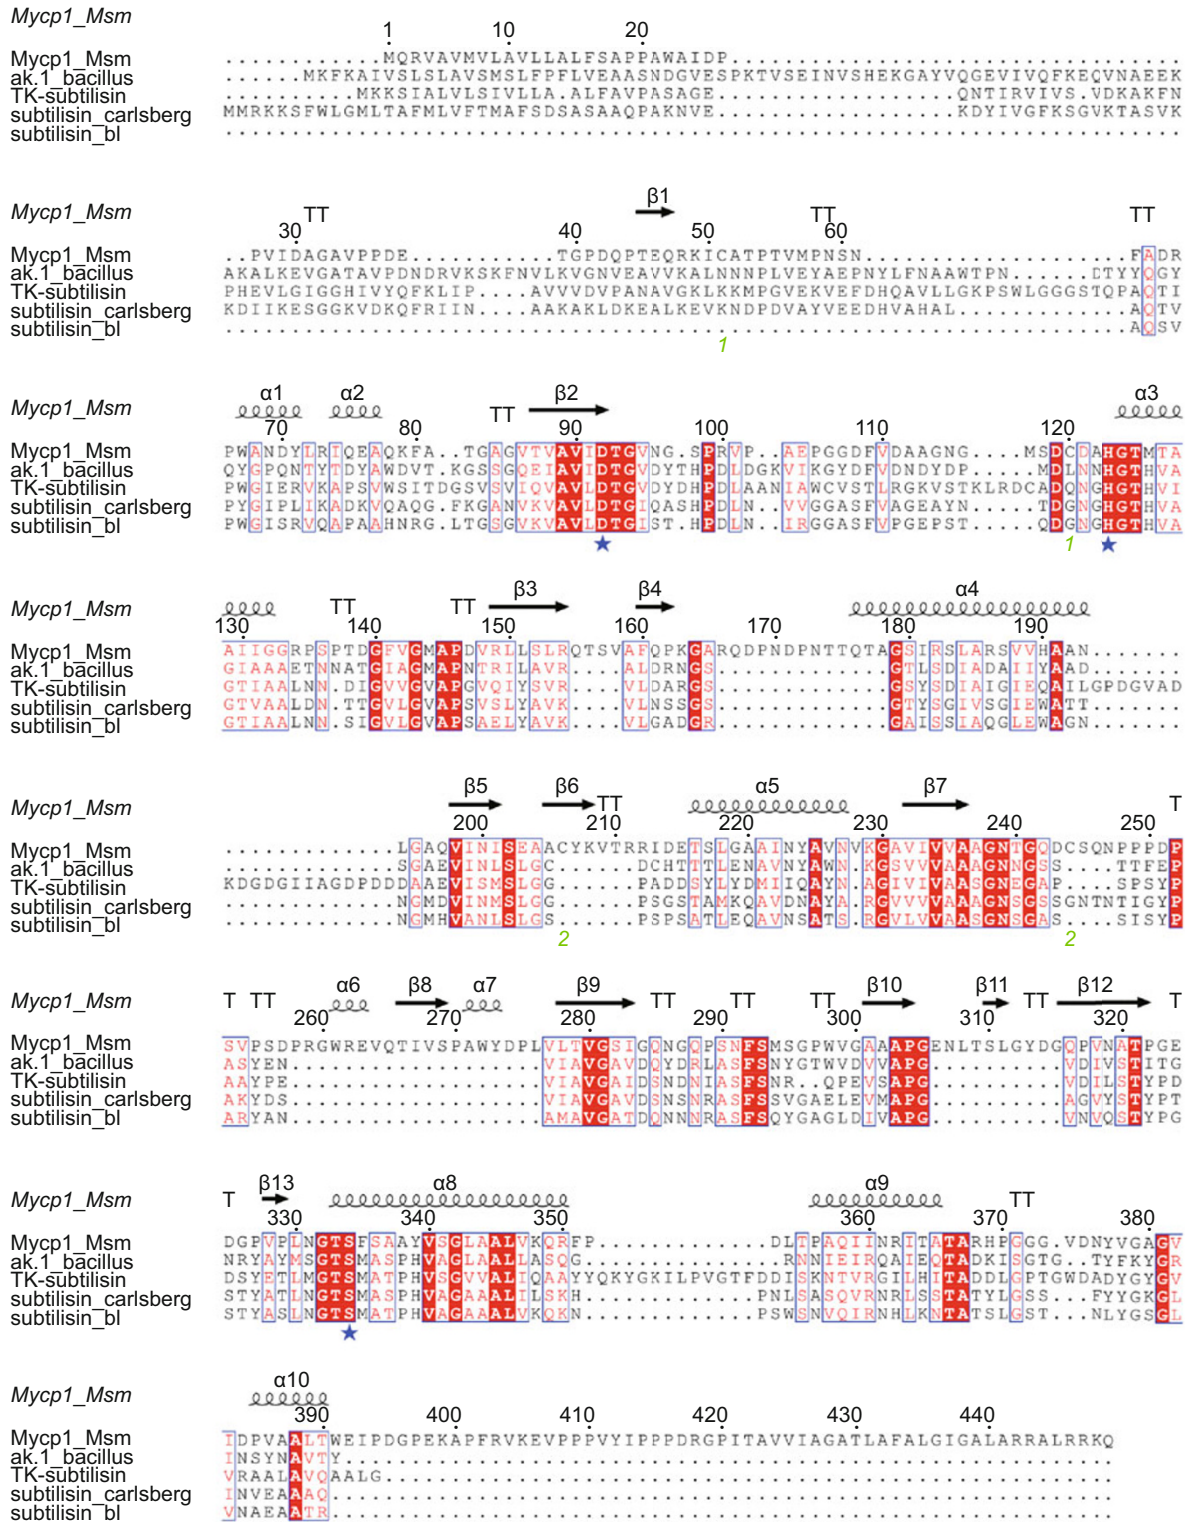 Mycp1_Msm
1 10 20
Mycp1_Msm ............MQRVAVMVLAVLLALFSAPPAWAIDP..................................
ak.1_bacillus ......MKFKAIVSLSLAVSMSLFPFLVEAASNDGVESPKTVSEINVSHEKGAYVQGEVIVQFKEQVNAEEK
TK-subtilisin ..........MKKSIALVLSIVLLA.ALFAVPASAGE..................QNTIRVIVS.VDKAKFN
subtilisin_carlsberg MMRKKSFWLGMLTAFMLVFTMAFSDSASAAQPAKNVE..................KDYIVGFKSGVKTASVK
subtilisin_bl ........................................................................
Mycp1_Msm TT β1 TT TT
30 40 50 60
Mycp1_Msm ..PVIDAGAVPPDE...........TGPDQPTEQRKICATPTVMPNSN....................FADR
ak.1_bacillus AKALKEVGATAVPDNDRVKSKFNVLKVGNVEAVVKALNNNPLVEYAEPNYLFNAAWTPN......DTYYQGY
TK-subtilisin PHEVLGIGGHIVYQFKLIP....AVVVDVPANAVGKLKKMPGVEKVEFDHQAVLLGKPSWLGGGSTQPAQTI
subtilisin_carlsberg KDIIKESGGKVDKQFRIIN....AAKAKLDKEALKEVKNDPDVAYVEEDHVAHAL.............AQTV
subtilisin_bl ....................................................................AQSV
1
Mycp1_Msm α1 α2 TT β2 α3
70 80 90 100 110 120
Mycp1_Msm PWANDYLRIQEAQKFA..TGAGVTVAVIDTGVNG.SPRVP..AEPGGDFVDAAGNG....MSDCDAHGTMTA
ak.1_bacillus QYGPQNTYTDYAWDVT.KGSSGQEIAVIDTGVDYTHPDLDGKVIKGYDFVDNDYDP....MDLNNHGTHVA
TK-subtilisin PWGIERVKAPSVWSITDGSVSVIQVAVLDTGVDYDHPDLAANIAWCVSTLRGKVSTKLRDCADQNGHGTHVI
subtilisin_carlsberg PYGIPLIKADKVQAQG.FKGANVKVAVLDTGIQASHPDLN..VVGGASFVAGEAYN....TDGNGHGTHVA
subtilisin_bl PWGISRVQAPAAHNRG.LTGSGVKVAVLDTGIST.HPDLN..IRGGASFVPGEPST....QDGNGHGTHVA
★ 1 ★
Mycp1_Msm TT TT β3 β4 α4
130 140 150 160 170 180 190
Mycp1_Msm AIIGGRPSPTDGFVGMAPDVRLLSLRQTSVAFQPKGARQDPNDPNTTQTAGSIRSLARSVVHAAN.......
ak.1_bacillus GIAAAETNNATGIAGMAPNTRILAVR....ALDRNGS.............GTLSDIADAIIYAAD.......
TK-subtilisin GTIAALNN.DIGVVGVAPGVQIYSVR....VLDARGS.............GSYSDIAIGIEQAILGPDGVAD
subtilisin_carlsberg GTVAALDN.TTGVLGVAPSVSLYAVK....VLNSSGS.............GTYSGIVSGIEWATT.......
subtilisin_bl GTIAALNN.SIGVLGVAPSAELYAVK....VLGADGR.............GAISSIAQGLEWAGN.......
Mycp1_Msm β5 β6 TT α5 β7 T
200 210 220 230 240 250
Mycp1_Msm .............LGAQVINISEAACYKVTRRIDETSLGAAINYAVNVKGAVIVVAAGNTGQDCSQNPPPDP
ak.1_bacillus .............SGAEVINLSLGC......DCHTTTLENAVNYAWN.KGSVVVAAAGNNGSS....TTFEP
TK-subtilisin KDGDGIIAGDPDDDAAEVISMSLGG......PADDSYLYDMIIQAYN.AGIVIVAASGNEGAP....SPSYP
subtilisin_carlsberg .............NGMDVINMSLGG......PSGSTAMKQAVDNAYA.RGVVVVAAAGNSGSSGNTNTIGYP
subtilisin_bl .............NGMHVANLSLGS......PSPSATLEQAVNSATS.RGVLVVAASGNSGAS....SISYP
2 2
Mycp1_Msm T TT α6 β8 α7 β9 TT TT TT β10 β11 TT β12 T
260 270 280 290 300 310 320
Mycp1_Msm SVPSDPRGWREVQTIVSPAWYDPLVLTVGSIGQNGQPSNFSMSGPWVGAAAPGENLTSLGYDGQPVNATPGE
ak.1_bacillus ASYEN...................VIAVGAVDQYDRLASFSNYGTWVDVVAPG..........VDIVSTITG
TK-subtilisin AAYPE...................VIAVGAIDSNDNIASFSNR..QPEVSAPG..........VDILSTYPD
subtilisin_carlsberg AKYDS...................VIAVGAVDSNSNRASFSSVGAELEVMAPG..........AGVYSTYPT
subtilisin_bl ARYAN...................AMAVGATDQNNNRASFSQYGAGLDIVAPG..........VNVQSTYPG
Mycp1_Msm T β13 α8 α9 TT
330 340 350 360 370 380
Mycp1_Msm DGPVPLNGTSFSAAYVSGLAALVKQRFP..............DLTPAQIINRITATARHPGGG.VDNYVGAGV
ak.1_bacillus NRYAYMSGTSMASPHVAGLAALLASQG...............RNNIEIRQAIEQTADKISGTG..TYFKYGR
TK-subtilisin DSYETLMGTSMATPHVSGVVALIQAAYYQKYGKILPVGTFDDISKNTVRGILHITADDLGPTGWDADYGYGV
subtilisin_carlsberg STYATLNGTSMASPHVAGAAALILSKH..............PNLSASQVRNRLSSTATYLGSS...FYYGKGL
subtilisin_bl STYASLNGTSMATPHVAGAAALVKQKN..............PSWSNVQIRNHLKNTATSLGST...NLYGSGL
★
Mycp1_Msm α10
390 400 410 420 430 440
Mycp1_Msm IDPVAALTWEIPDGPEKAPFRVKEVPPPVYIPPPDRGPITAVVIAGATLAFALGIGALARRALRRKQ
ak.1_bacillus INSYNAVTY..........................................................
TK-subtilisin VRAALAVQAALG.......................................................
subtilisin_carlsberg INVEAAAQ...........................................................
subtilisin_bl VNAEAATR...........................................................